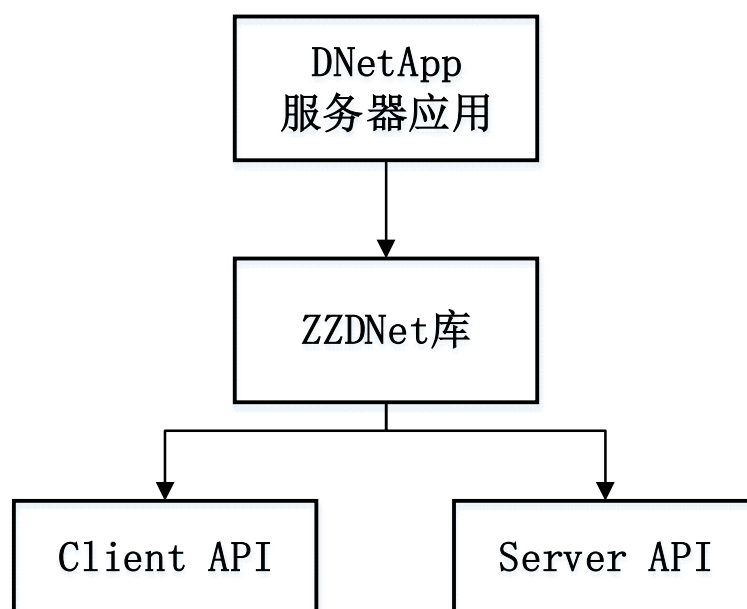 DNetApp
服务器应用
ZZDNet库
Client API
Server API